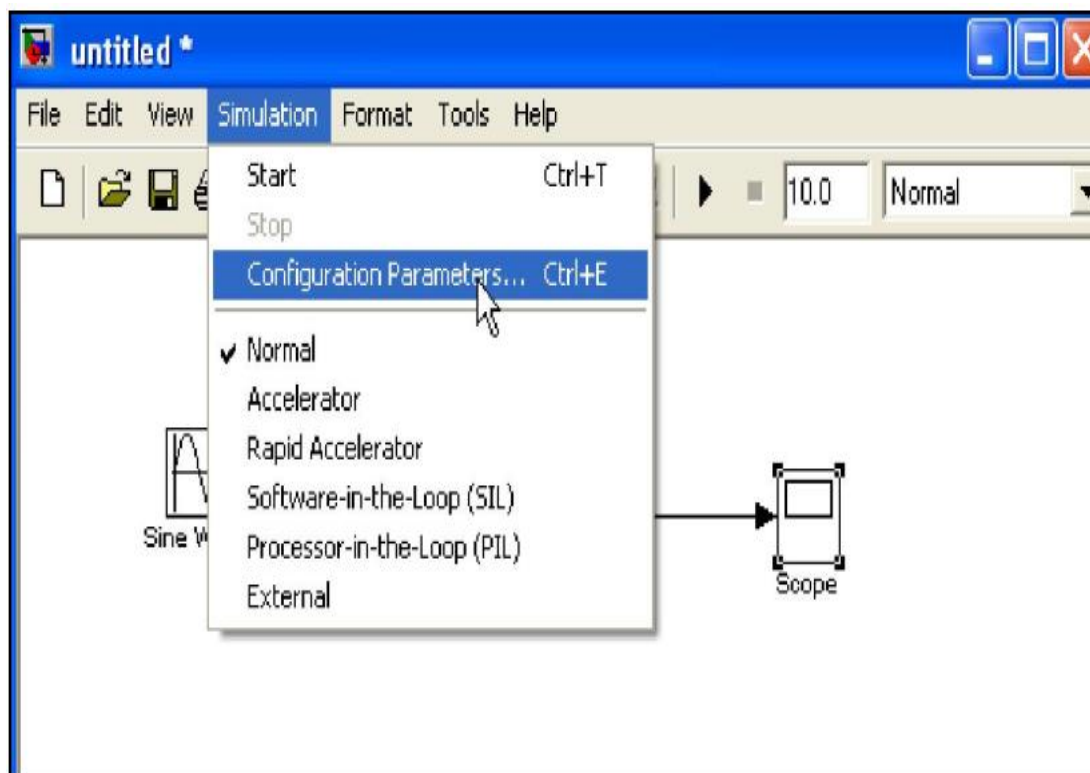 untitled *
File Edit View Simulation Format Tools Help
10.0 Normal
Start Ctrl+T
Stop
Configuration Parameters... Ctrl+E
Normal
Accelerator
Rapid Accelerator
Software-in-the-Loop (SIL)
Processor-in-the-Loop (PIL)
External
Sine
Scope